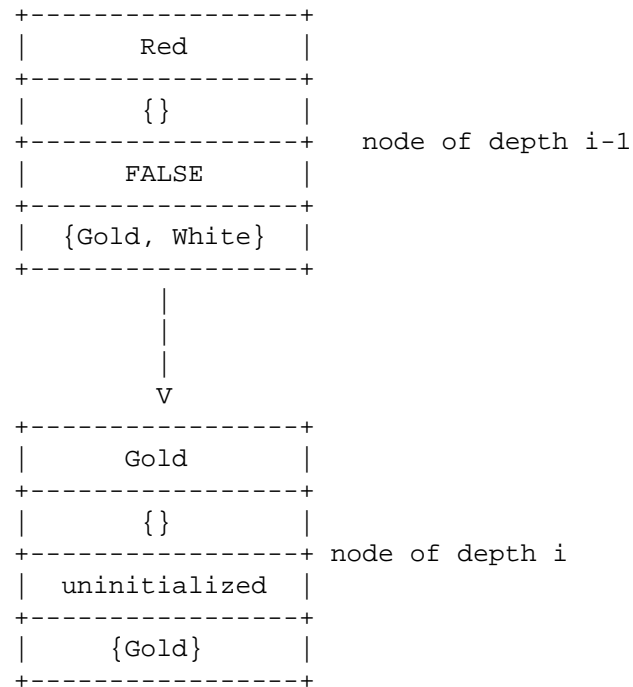 Red
{}
node of depth i-1
FALSE
{Gold, White}
V
Gold
{}
node of depth i
uninitialized
{Gold}